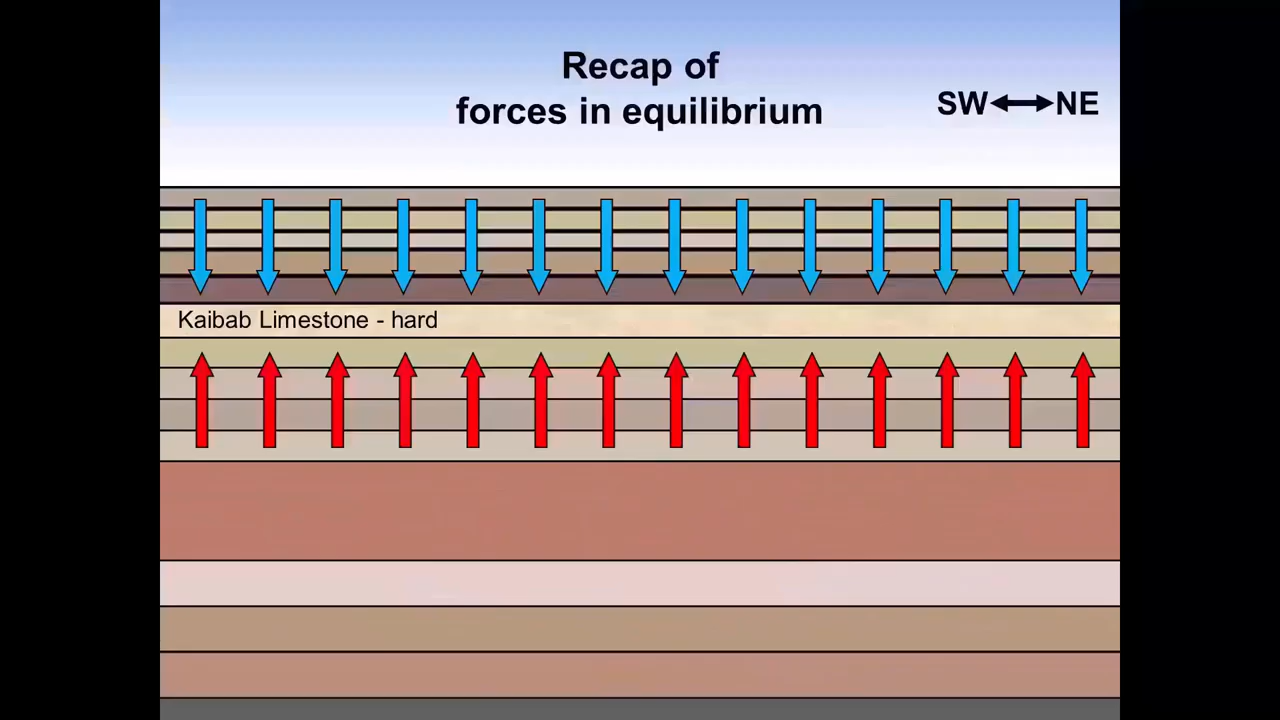 Recap of
forces in equilibrium
SW NE
Kaibab Limestone - hard